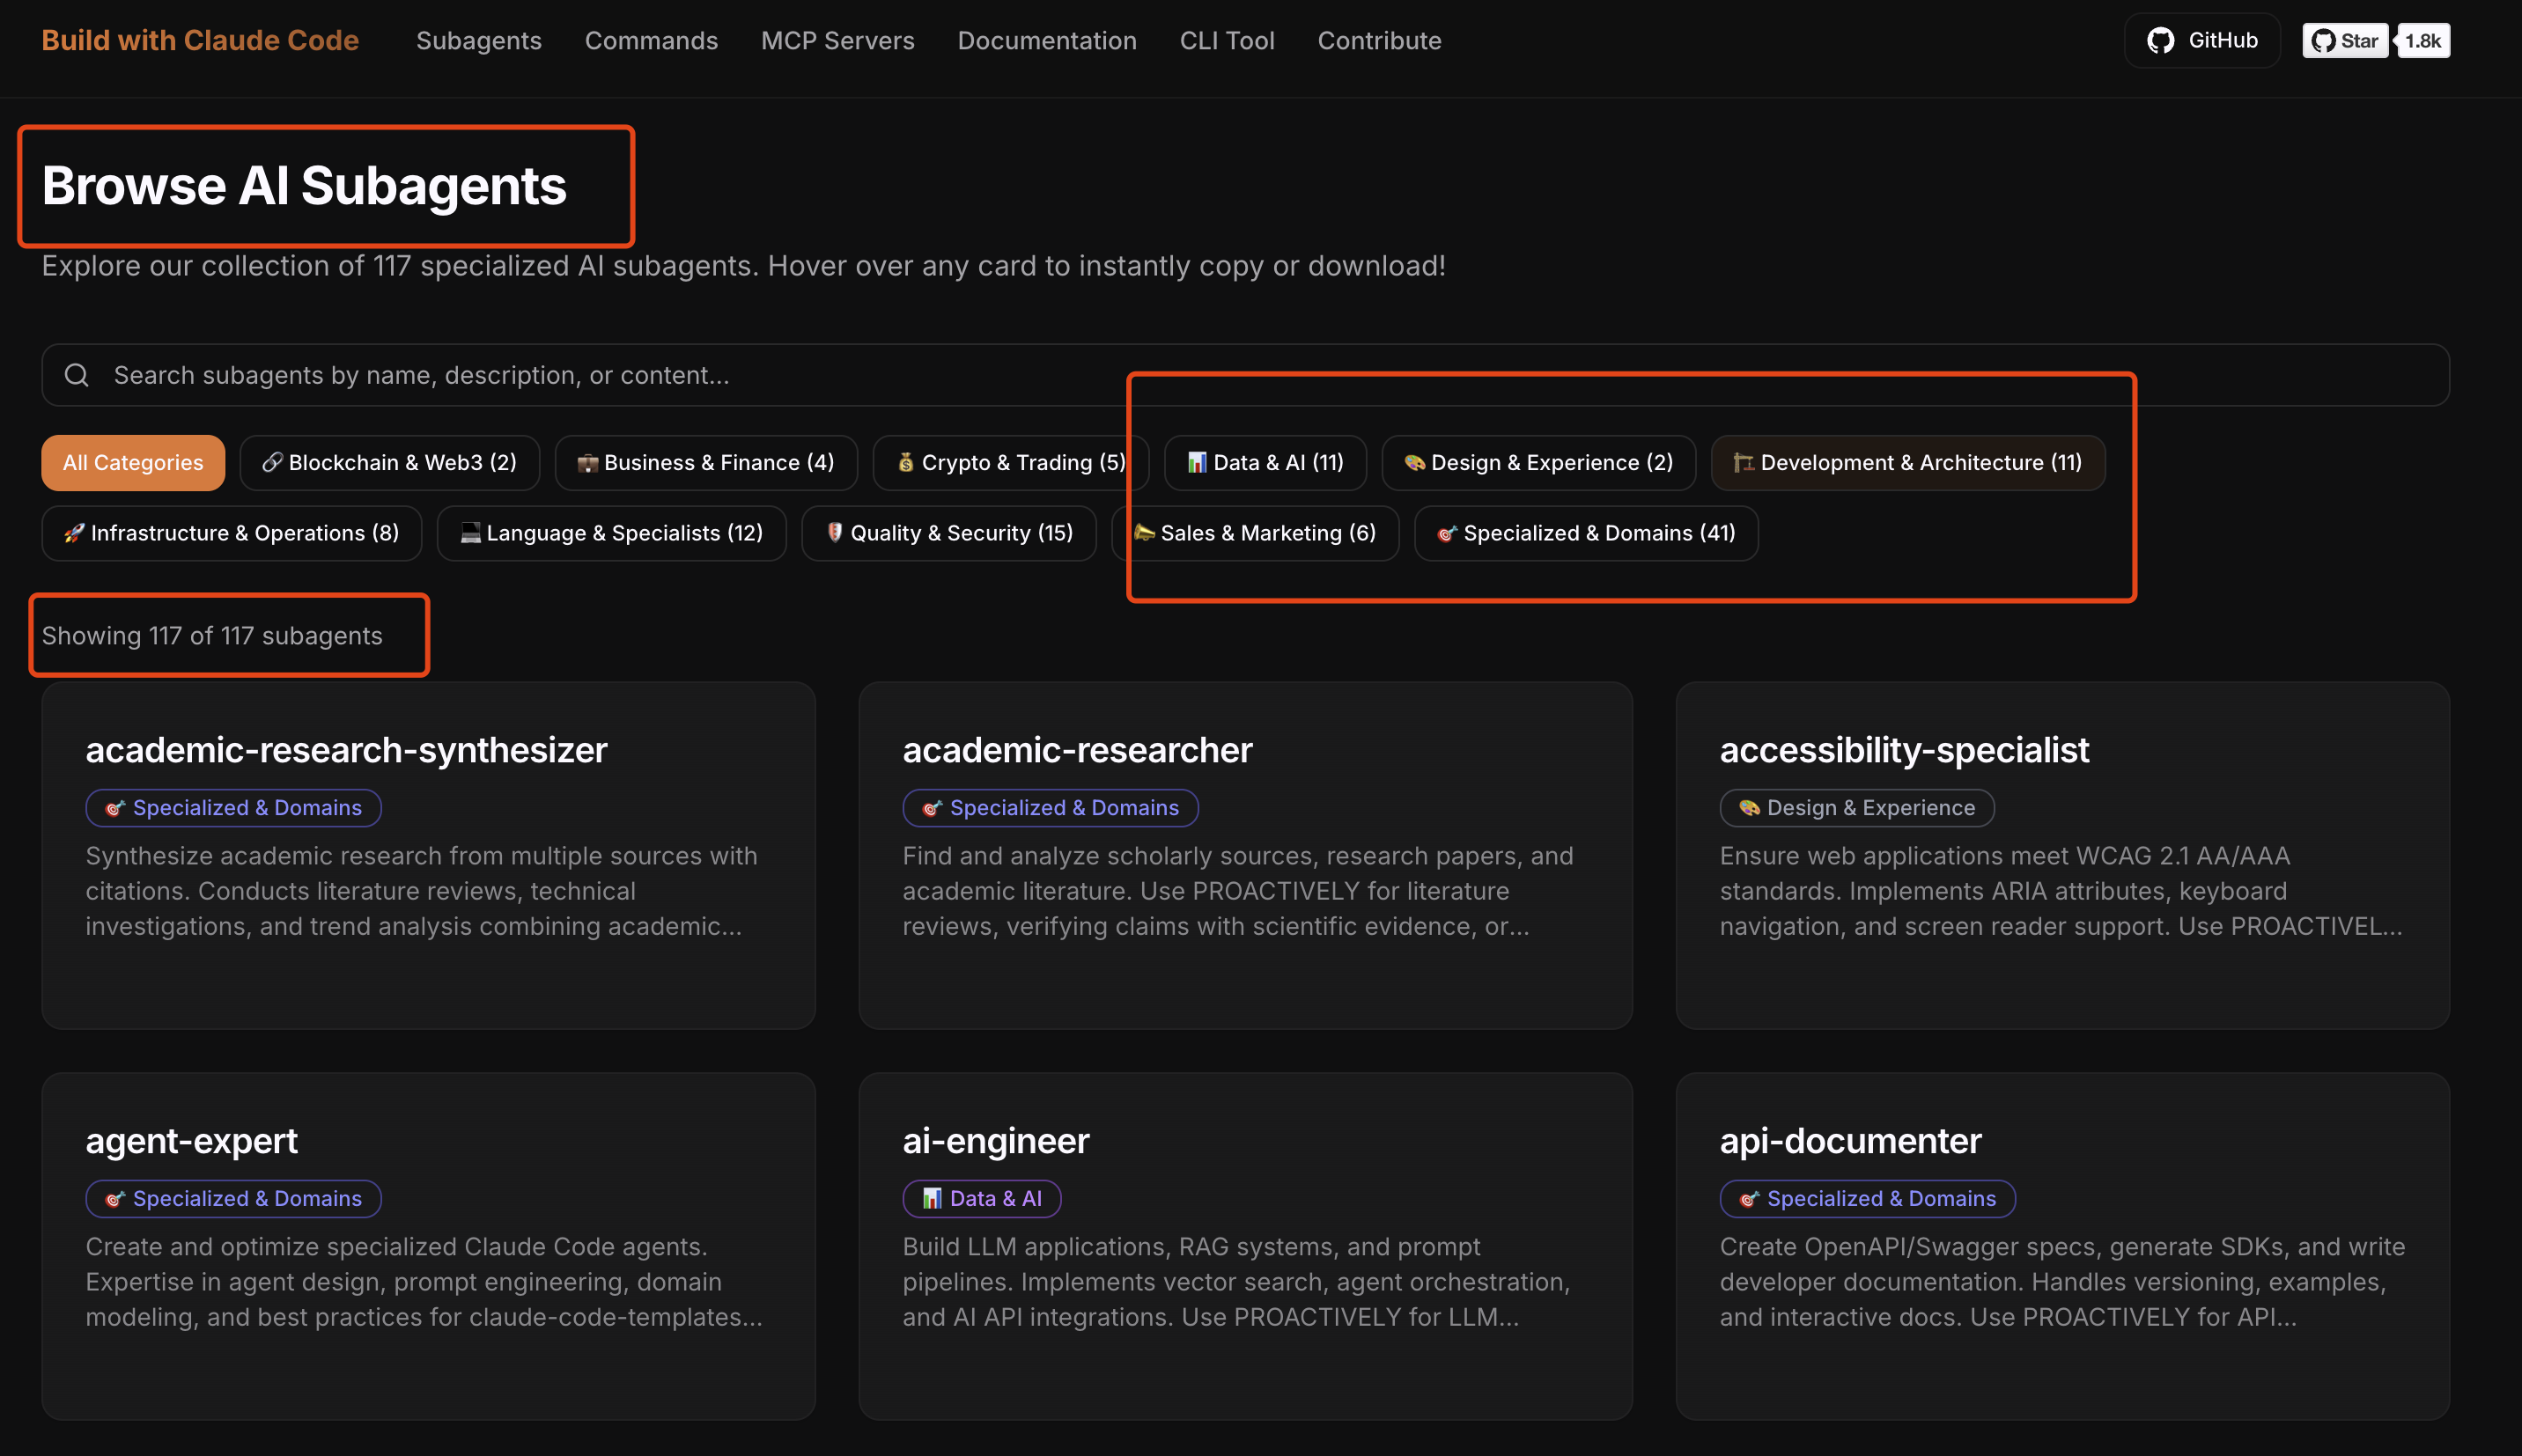 Build with Claude Code Subagents Commands MCP Servers Documentation CLI Tool Contribute GitHub Star 1.8k
Browse AI Subagents
Explore our collection of 117 specialized AI subagents. Hover over any card to instantly copy or download!
Search subagents by name, description, or content...
All Categories Blockchain & Web3 (2) Business & Finance (4) Crypto & Trading (5) Data & AI (11) Design & Experience (2) Development & Architecture (11)
Infrastructure & Operations (8) Language & Specialists (12) Quality & Security (15) Sales & Marketing (6) Specialized & Domains (41)
Showing 117 of 117 subagents
academic-research-synthesizer
Specialized & Domains
Synthesize academic research from multiple sources with
citations. Conducts literature reviews, technical
investigations, and trend analysis combining academic...
academic-researcher
Specialized & Domains
Find and analyze scholarly sources, research papers, and
academic literature. Use PROACTIVELY for literature
reviews, verifying claims with scientific evidence, or...
accessibility-specialist
Design & Experience
Ensure web applications meet WCAG 2.1 AA/AAA
standards. Implements ARIA attributes, keyboard
navigation, and screen reader support. Use PROACTIVEL...
agent-expert
Specialized & Domains
Create and optimize specialized Claude Code agents.
Expertise in agent design, prompt engineering, domain
modeling, and best practices for claude-code-templates...
ai-engineer
Data & AI
Build LLM applications, RAG systems, and prompt
pipelines. Implements vector search, agent orchestration,
and AI API integrations. Use PROACTIVELY for LLM...
api-documenter
Specialized & Domains
Create OpenAPI/Swagger specs, generate SDKs, and write
developer documentation. Handles versioning, examples,
and interactive docs. Use PROACTIVELY for API...